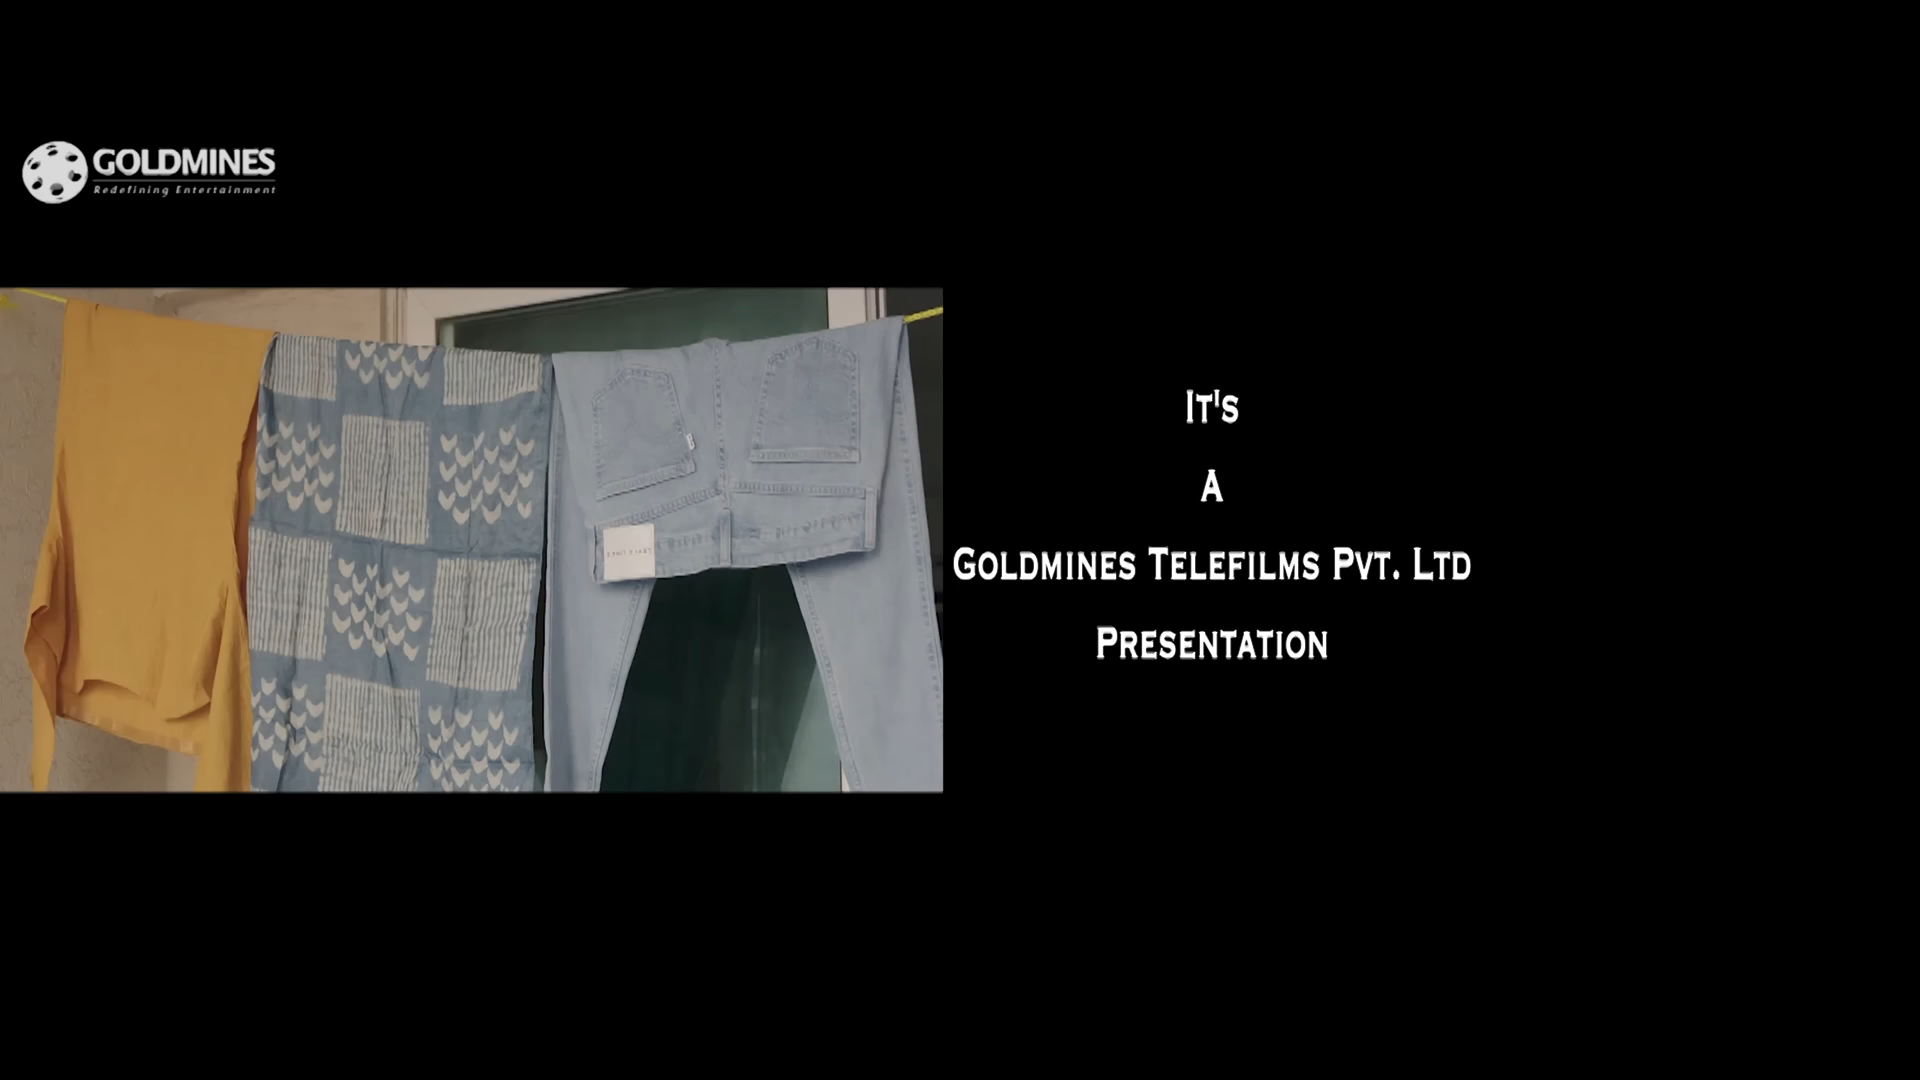 GOLDMINES
Redefining Entertainment
It's
A
Goldmines Telefilms Pvt. Ltd
Presentation